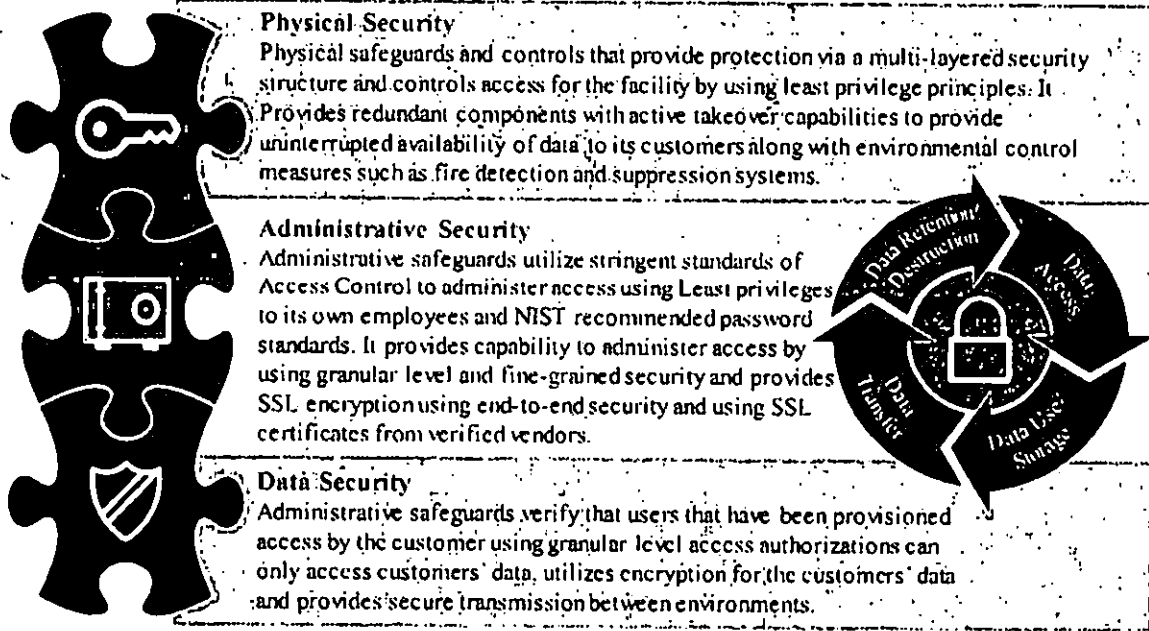 Physical Security
Physical safeguards and controls that provide protection via a multi-layered security
structure and controls access for the facility by using least privilege principles. It
Provides redundant components with active takeover capabilities to provide
uninterrupted availability of data to its customers along with environmental control
measures such as fire detection and suppression systems.
Administrative Security
Administrative safeguards utilize stringent standards of
Access Control to administer access using Least privileges
to its own employees and NIST recommended password
standards. It provides capability to administer access by
using granular level and fine-grained security and provides
SSL encryption using end-to-end security and using SSL
certificates from verified vendors.
Data Retention/
Destruction
Data
Access
Data Use/
Storage
Data
Transfer
Data Security
Administrative safeguards verify that users that have been provisioned
access by the customer using granular level access authorizations can
only access customers' data, utilizes encryption for the customers' data
and provides secure transmission between environments.